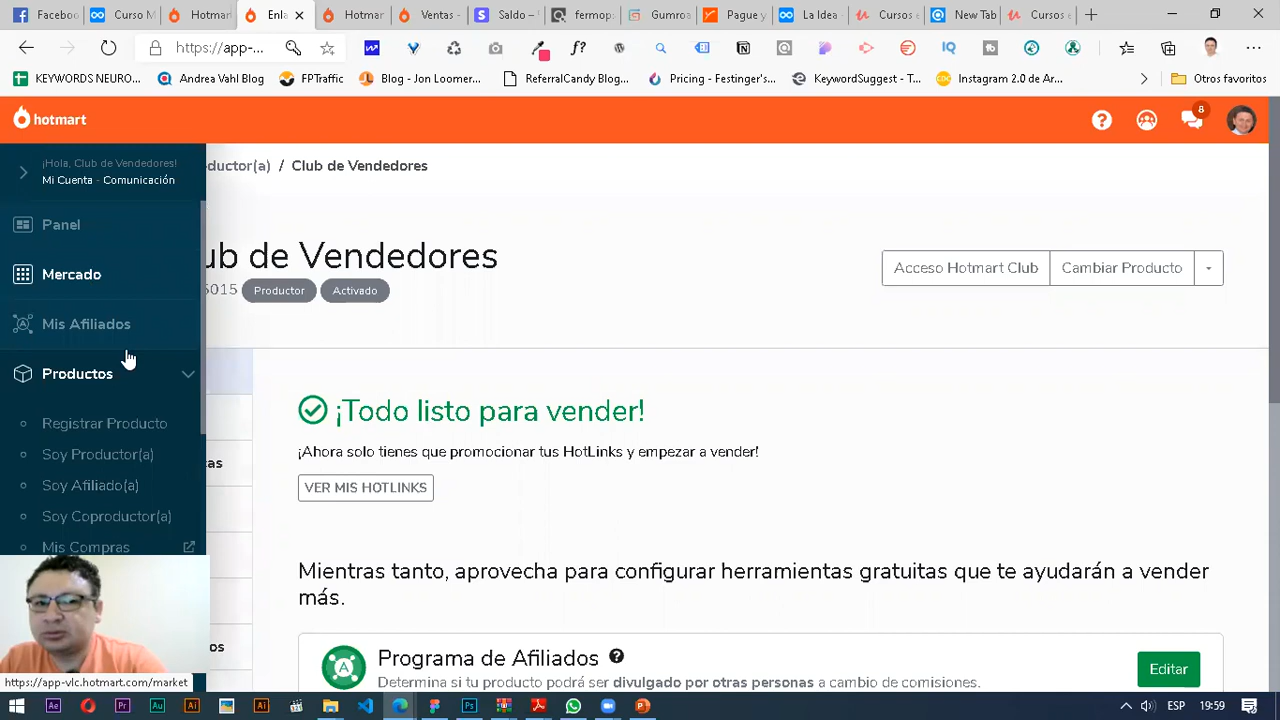 Faceboo
Curso M
Hotmart
Enla
Hotmart
Ventas -
Saldo –
fermop:
Gumroa
Pague y
La Idea
Cursos e
New Tab
Cursos e
https://app-...
KEYWORDS NEURO...
Andrea Vahl Blog
FPTraffic
Blog - Jon Loomer...
ReferralCandy Blog...
Pricing - Festinger's...
KeywordSuggest - T...
Instagram 2.0 de Ar...
Otros favoritos
hotmart
8
¡Hola, Club de Vendedores!
Mi Cuenta - Comunicación
ductor(a) / Club de Vendedores
Panel
ub de Vendedores
Acceso Hotmart Club
Cambiar Producto
Mercado
5015
Productor
Activado
Mis Afiliados
Productos
¡Todo listo para vender!
Registrar Producto
Soy Productor(a)
¡Ahora solo tienes que promocionar tus HotLinks y empezar a vender!
tas
Soy Afiliado(a)
VER MIS HOTLINKS
Soy Coproductor(a)
Mis Compras
Mientras tanto, aprovecha para configurar herramientas gratuitas que te ayudarán a vender
más.
os
Programa de Afiliados
Editar
Determina si tu producto podrá ser divulgado por otras personas a cambio de comisiones.
https://app-vlc.hotmart.com/market
ESP
19:59